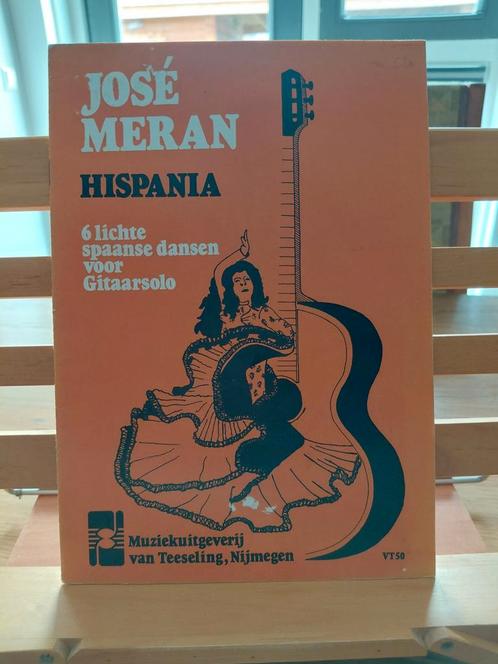 JOSÉ
MERAN
HISPANIA
6 lichte
spaanse dansen
voor
Gitaarsolo
Muziekuitgeverij
van Teeseling, Nijmegen
VT50